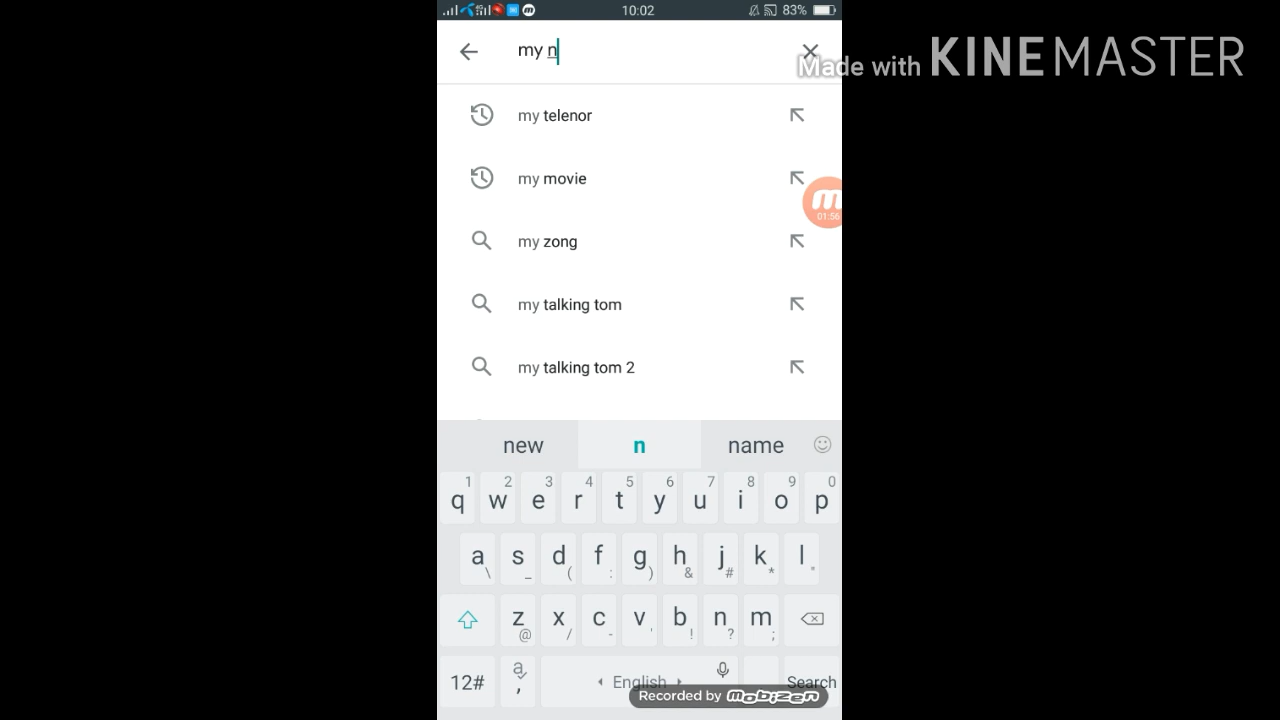 10:02
83%
my n
Made with KINEMASTER
my telenor
my movie
01:56
my zong
my talking tom
my talking tom 2
new n name
1 2 3 4 5 6 7 8 9 0
q w e r t y u i o p
a s d f g h j k l
\ _ ( : ) & # * "
z x c v b n m
@ / - ' ! ? ;
12# a , English Search
Recorded by mobizen